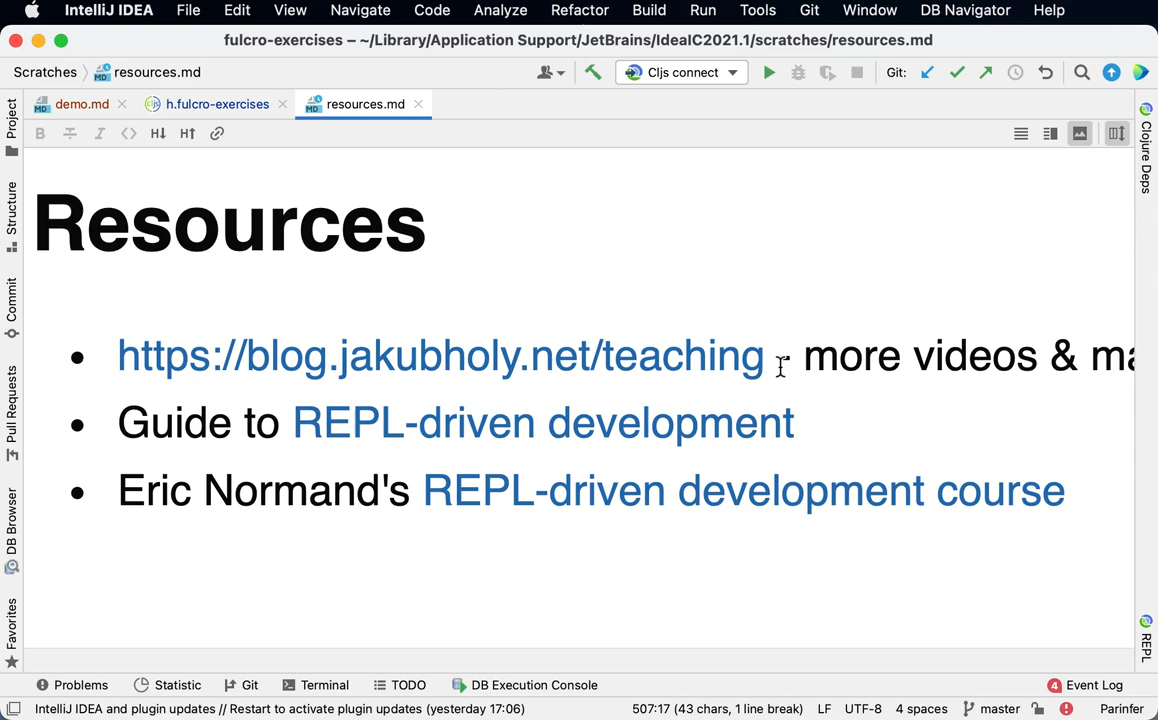 IntelliJ IDEA File Edit View Navigate Code Analyze Refactor Build Run Tools Git Window DB Navigator Help
fulcro-exercises – ~/Library/Application Support/JetBrains/IdeaIC2021.1/scratches/resources.md
Scratches resources.md Cljs connect Git:
demo.md h.fulcro-exercises resources.md
Resources
https://blog.jakubholy.net/teaching - more videos & ma
Guide to REPL-driven development
Eric Normand's REPL-driven development course
Project
Structure
Commit
Pull Requests
DB Browser
Favorites
Clojure Deps
REPL
Problems Statistic Git Terminal TODO DB Execution Console 4 Event Log
IntelliJ IDEA and plugin updates // Restart to activate plugin updates (yesterday 17:06) 507:17 (43 chars, 1 line break) LF UTF-8 4 spaces master Parinfer